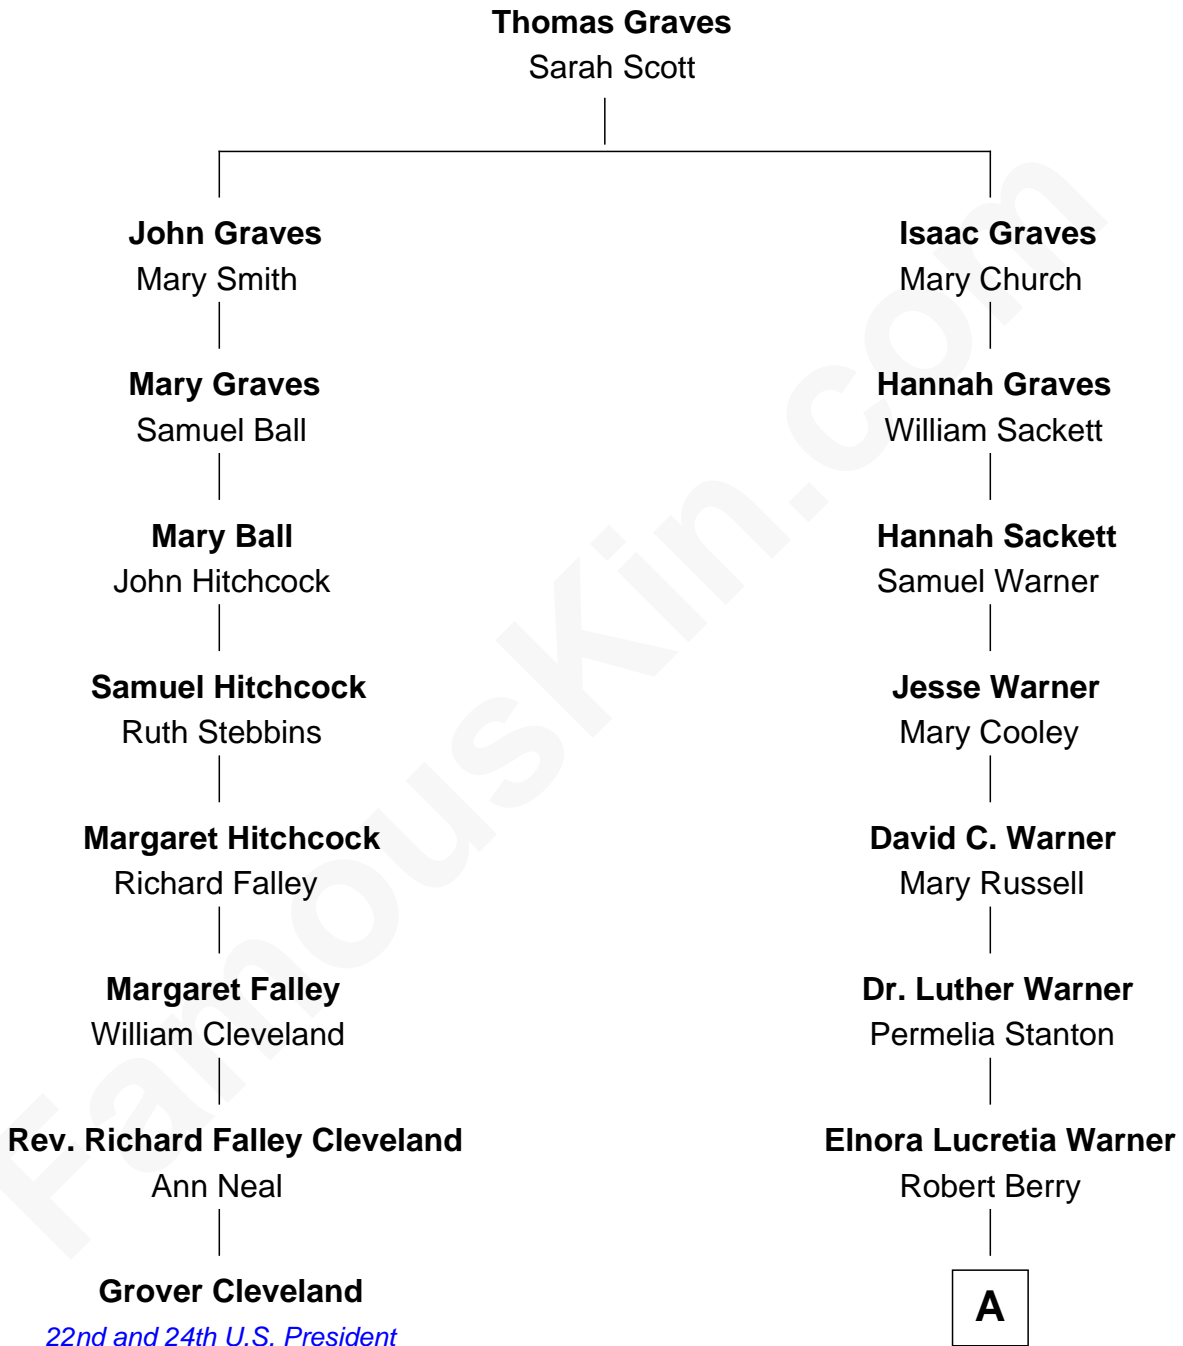 Thomas Graves
Sarah Scott
John Graves
Mary Smith
Isaac Graves
Mary Church
Mary Graves
Samuel Ball
Hannah Graves
William Sackett
Mary Ball
John Hitchcock
Hannah Sackett
Samuel Warner
Samuel Hitchcock
Ruth Stebbins
Jesse Warner
Mary Cooley
Margaret Hitchcock
Richard Falley
David C. Warner
Mary Russell
Margaret Falley
William Cleveland
Dr. Luther Warner
Permelia Stanton
Rev. Richard Falley Cleveland
Ann Neal
Elnora Lucretia Warner
Robert Berry
Grover Cleveland
22nd and 24th U.S. President
A
FamousKin.com